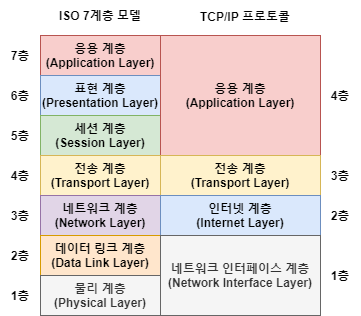 ISO 7계층 모델 TCP/IP 프로토콜
7층 응용 계층
(Application Layer)
6층 표현 계층
(Presentation Layer)
5층 세션 계층
(Session Layer)
응용 계층
(Application Layer) 4층
4층 전송 계층
(Transport Layer)
전송 계층
(Transport Layer) 3층
3층 네트워크 계층
(Network Layer)
인터넷 계층
(Internet Layer) 2층
2층 데이터 링크 계층
(Data Link Layer)
1층 물리 계층
(Physical Layer)
네트워크 인터페이스 계층
(Network Interface Layer) 1층